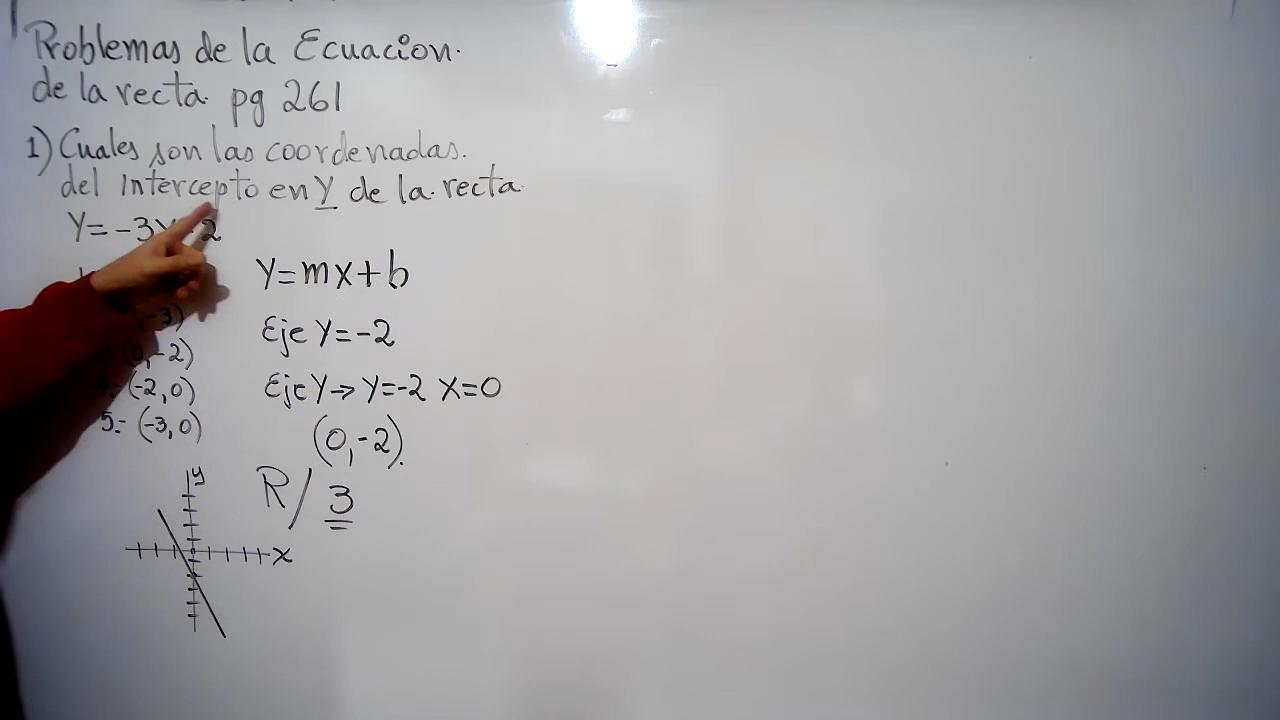 Problemas de la Ecuacion.
de la recta. pg 261
1) Cuales son las coordenadas.
del Intercepto en Y de la recta
Y= -3 2
-3)
(0,-2)
(-2,0)
5.- (-3,0)
Y=mx+b
Eje Y=-2
Eje Y→ Y=-2 X=0
(0,-2).
R/ 3
y
x